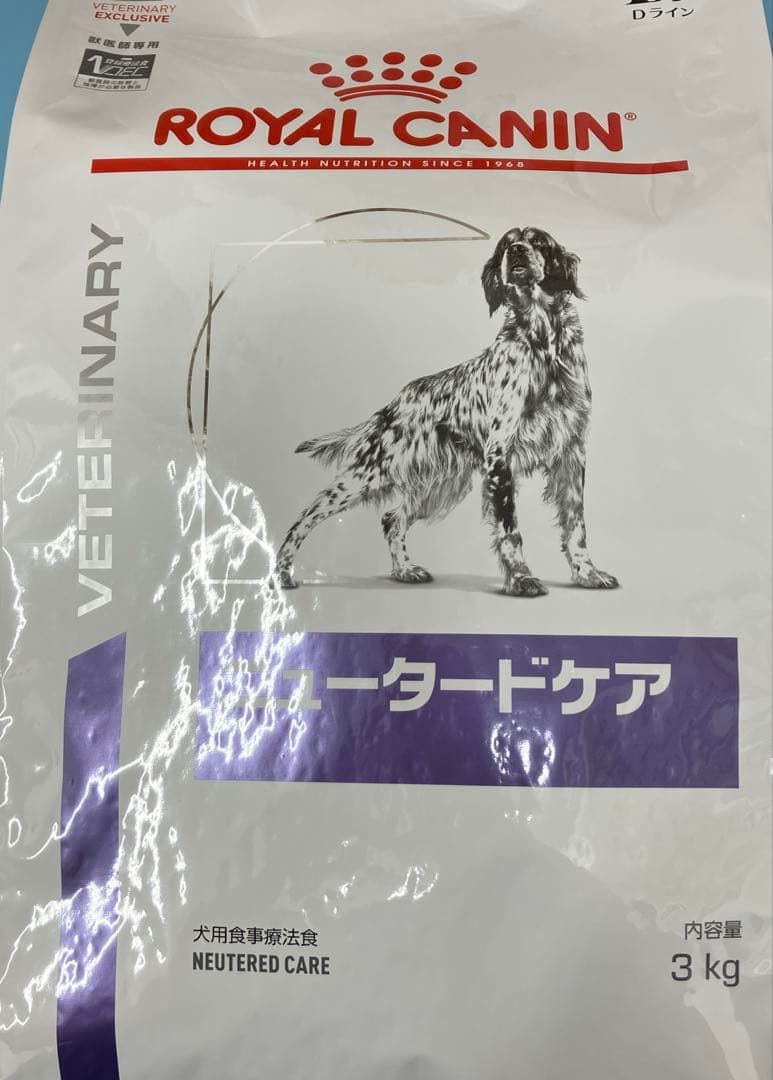 VETERINARY
EXCLUSIVE
獣医師専用
Dライン
ROYAL CANIN®
HEALTH NUTRITION SINCE 1968
VETERINARY
ニュータードケア
犬用食事療法食
NEUTERED CARE
内容量
3 kg